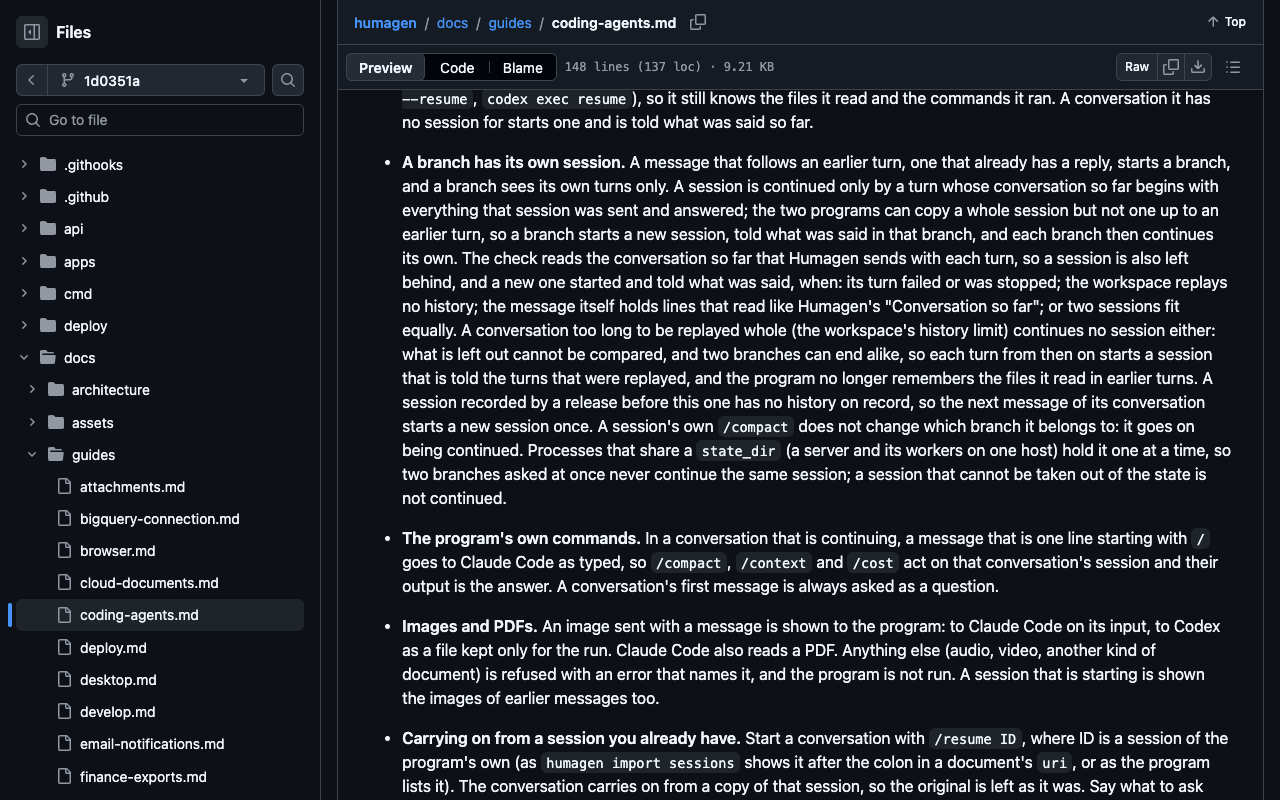 Files
humagen / docs / guides / coding-agents.md
Top
1d0351a
Preview Code Blame 148 lines (137 loc) · 9.21 KB
Raw
Go to file
.githooks
.github
api
apps
cmd
deploy
docs
architecture
assets
guides
attachments.md
bigquery-connection.md
browser.md
cloud-documents.md
coding-agents.md
deploy.md
desktop.md
develop.md
email-notifications.md
finance-exports.md
--resume, codex exec resume), so it still knows the files it read and the commands it ran. A conversation it has
no session for starts one and is told what was said so far.
• A branch has its own session. A message that follows an earlier turn, one that already has a reply, starts a branch,
and a branch sees its own turns only. A session is continued only by a turn whose conversation so far begins with
everything that session was sent and answered; the two programs can copy a whole session but not one up to an
earlier turn, so a branch starts a new session, told what was said in that branch, and each branch then continues
its own. The check reads the conversation so far that Humagen sends with each turn, so a session is also left
behind, and a new one started and told what was said, when: its turn failed or was stopped; the workspace replays
no history; the message itself holds lines that read like Humagen's "Conversation so far"; or two sessions fit
equally. A conversation too long to be replayed whole (the workspace's history limit) continues no session either:
what is left out cannot be compared, and two branches can end alike, so each turn from then on starts a session
that is told the turns that were replayed, and the program no longer remembers the files it read in earlier turns. A
session recorded by a release before this one has no history on record, so the next message of its conversation
starts a new session once. A session's own /compact does not change which branch it belongs to: it goes on
being continued. Processes that share a state_dir (a server and its workers on one host) hold it one at a time, so
two branches asked at once never continue the same session; a session that cannot be taken out of the state is
not continued.
• The program's own commands. In a conversation that is continuing, a message that is one line starting with /
goes to Claude Code as typed, so /compact, /context and /cost act on that conversation's session and their
output is the answer. A conversation's first message is always asked as a question.
• Images and PDFs. An image sent with a message is shown to the program: to Claude Code on its input, to Codex
as a file kept only for the run. Claude Code also reads a PDF. Anything else (audio, video, another kind of
document) is refused with an error that names it, and the program is not run. A session that is starting is shown
the images of earlier messages too.
• Carrying on from a session you already have. Start a conversation with /resume ID, where ID is a session of the
program's own (as humagen import sessions shows it after the colon in a document's uri, or as the program
lists it). The conversation carries on from a copy of that session, so the original is left as it was. Say what to ask